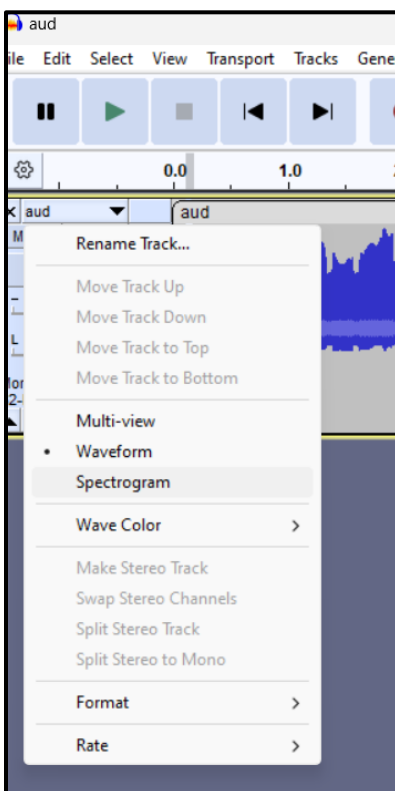 aud
ile Edit Select View Transport Tracks Gene
0.0 1.0
aud aud
M
Rename Track...
Move Track Up
Move Track Down
Move Track to Top
Move Track to Bottom
L
Multi-view
Waveform
Spectrogram
Wave Color
Make Stereo Track
Swap Stereo Channels
Split Stereo Track
Split Stereo to Mono
Format
Rate